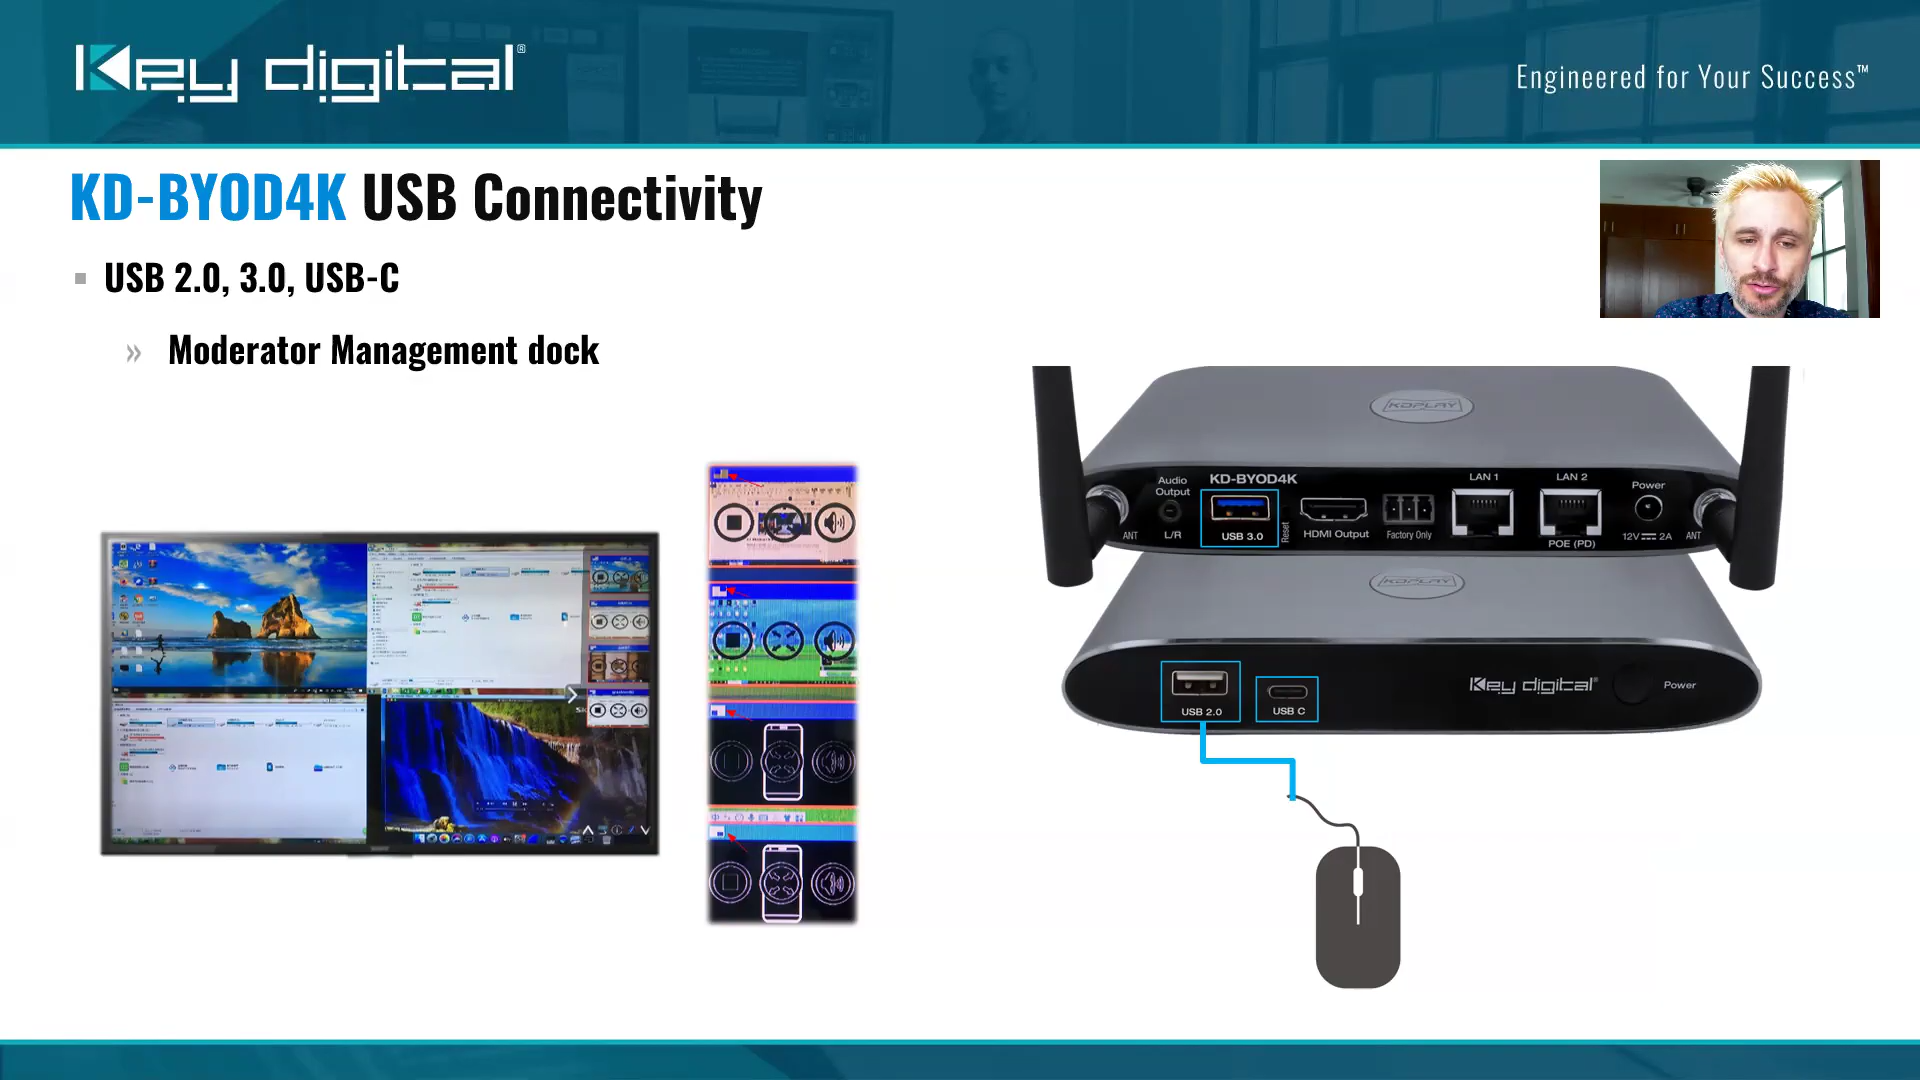 Key digital®
Engineered for Your Success™
KD-BYOD4K USB Connectivity
USB 2.0, 3.0, USB-C
» Moderator Management dock
KDPLAY
Audio Output
KD-BYOD4K
LAN 1
LAN 2
Power
ANT
L/R
USB 3.0
Reset
HDMI Output
Factory Only
POE (PD)
12V 2A
ANT
KDPLAY
USB 2.0
USB C
Key digital®
Power